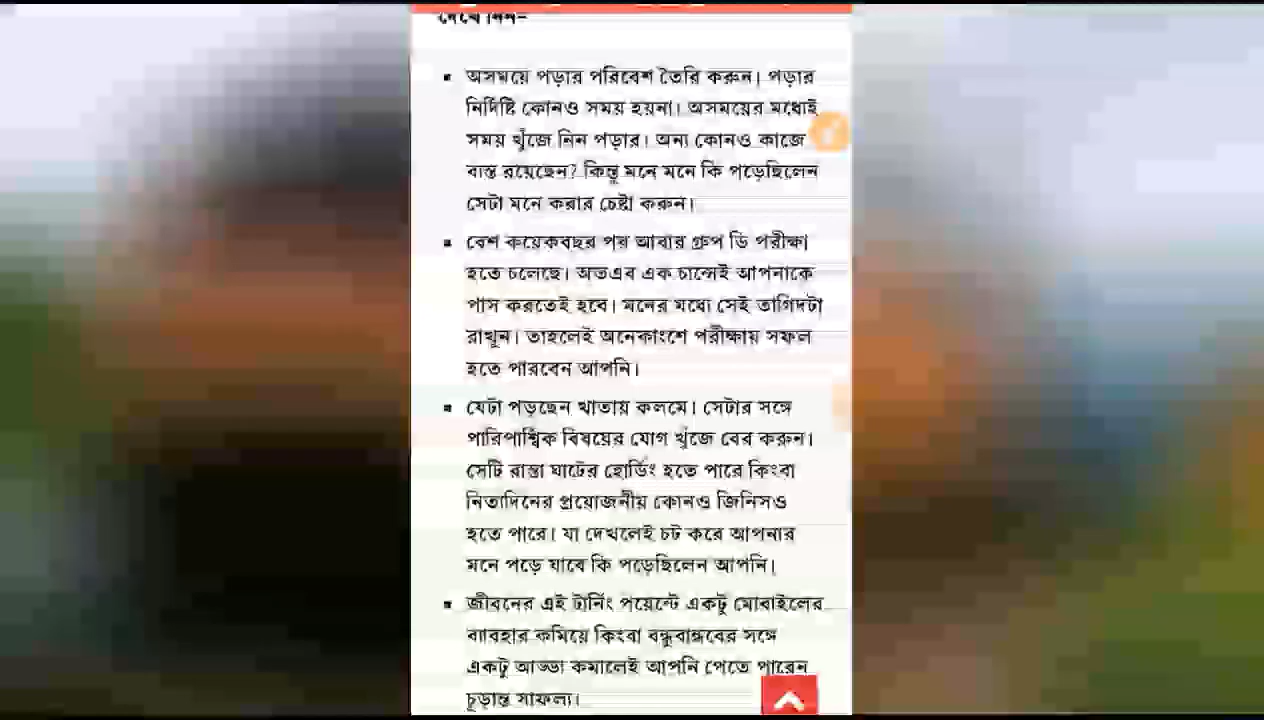 দেখে নিন-
অসময়ে পড়ার পরিবেশ তৈরি করুন। পড়ার
নির্দিষ্ট কোনও সময় হয়না। অসময়ের মধ্যেই
সময় খুঁজে নিন পড়ার। অন্য কোনও কাজে
ব্যস্ত রয়েছেন? কিন্তু মনে মনে কি পড়েছিলেন
সেটা মনে করার চেষ্টা করুন।
বেশ কয়েকবছর পর আবার গ্রুপ ডি পরীক্ষা
হতে চলেছে। অতএব এক চান্সেই আপনাকে
পাস করতেই হবে। মনের মধ্যে সেই তাগিদটা
রাখুন। তাহলেই অনেকাংশে পরীক্ষায় সফল
হতে পারবেন আপনি।
যেটা পড়ছেন খাতায় কলমে। সেটার সঙ্গে
পারিপার্শ্বিক বিষয়ের যোগ খুঁজে বের করুন।
সেটি রাস্তা ঘাটের হোর্ডিং হতে পারে কিংবা
নিত্যদিনের প্রয়োজনীয় কোনও জিনিসও
হতে পারে। যা দেখলেই চট করে আপনার
মনে পড়ে যাবে কি পড়েছিলেন আপনি।
জীবনের এই টার্নিং পয়েন্টে একটু মোবাইলের
ব্যাবহার কমিয়ে কিংবা বন্ধুবান্ধবের সঙ্গে
একটু আড্ডা কমালেই আপনি পেতে পারেন
চূড়ান্ত সাফল্য।